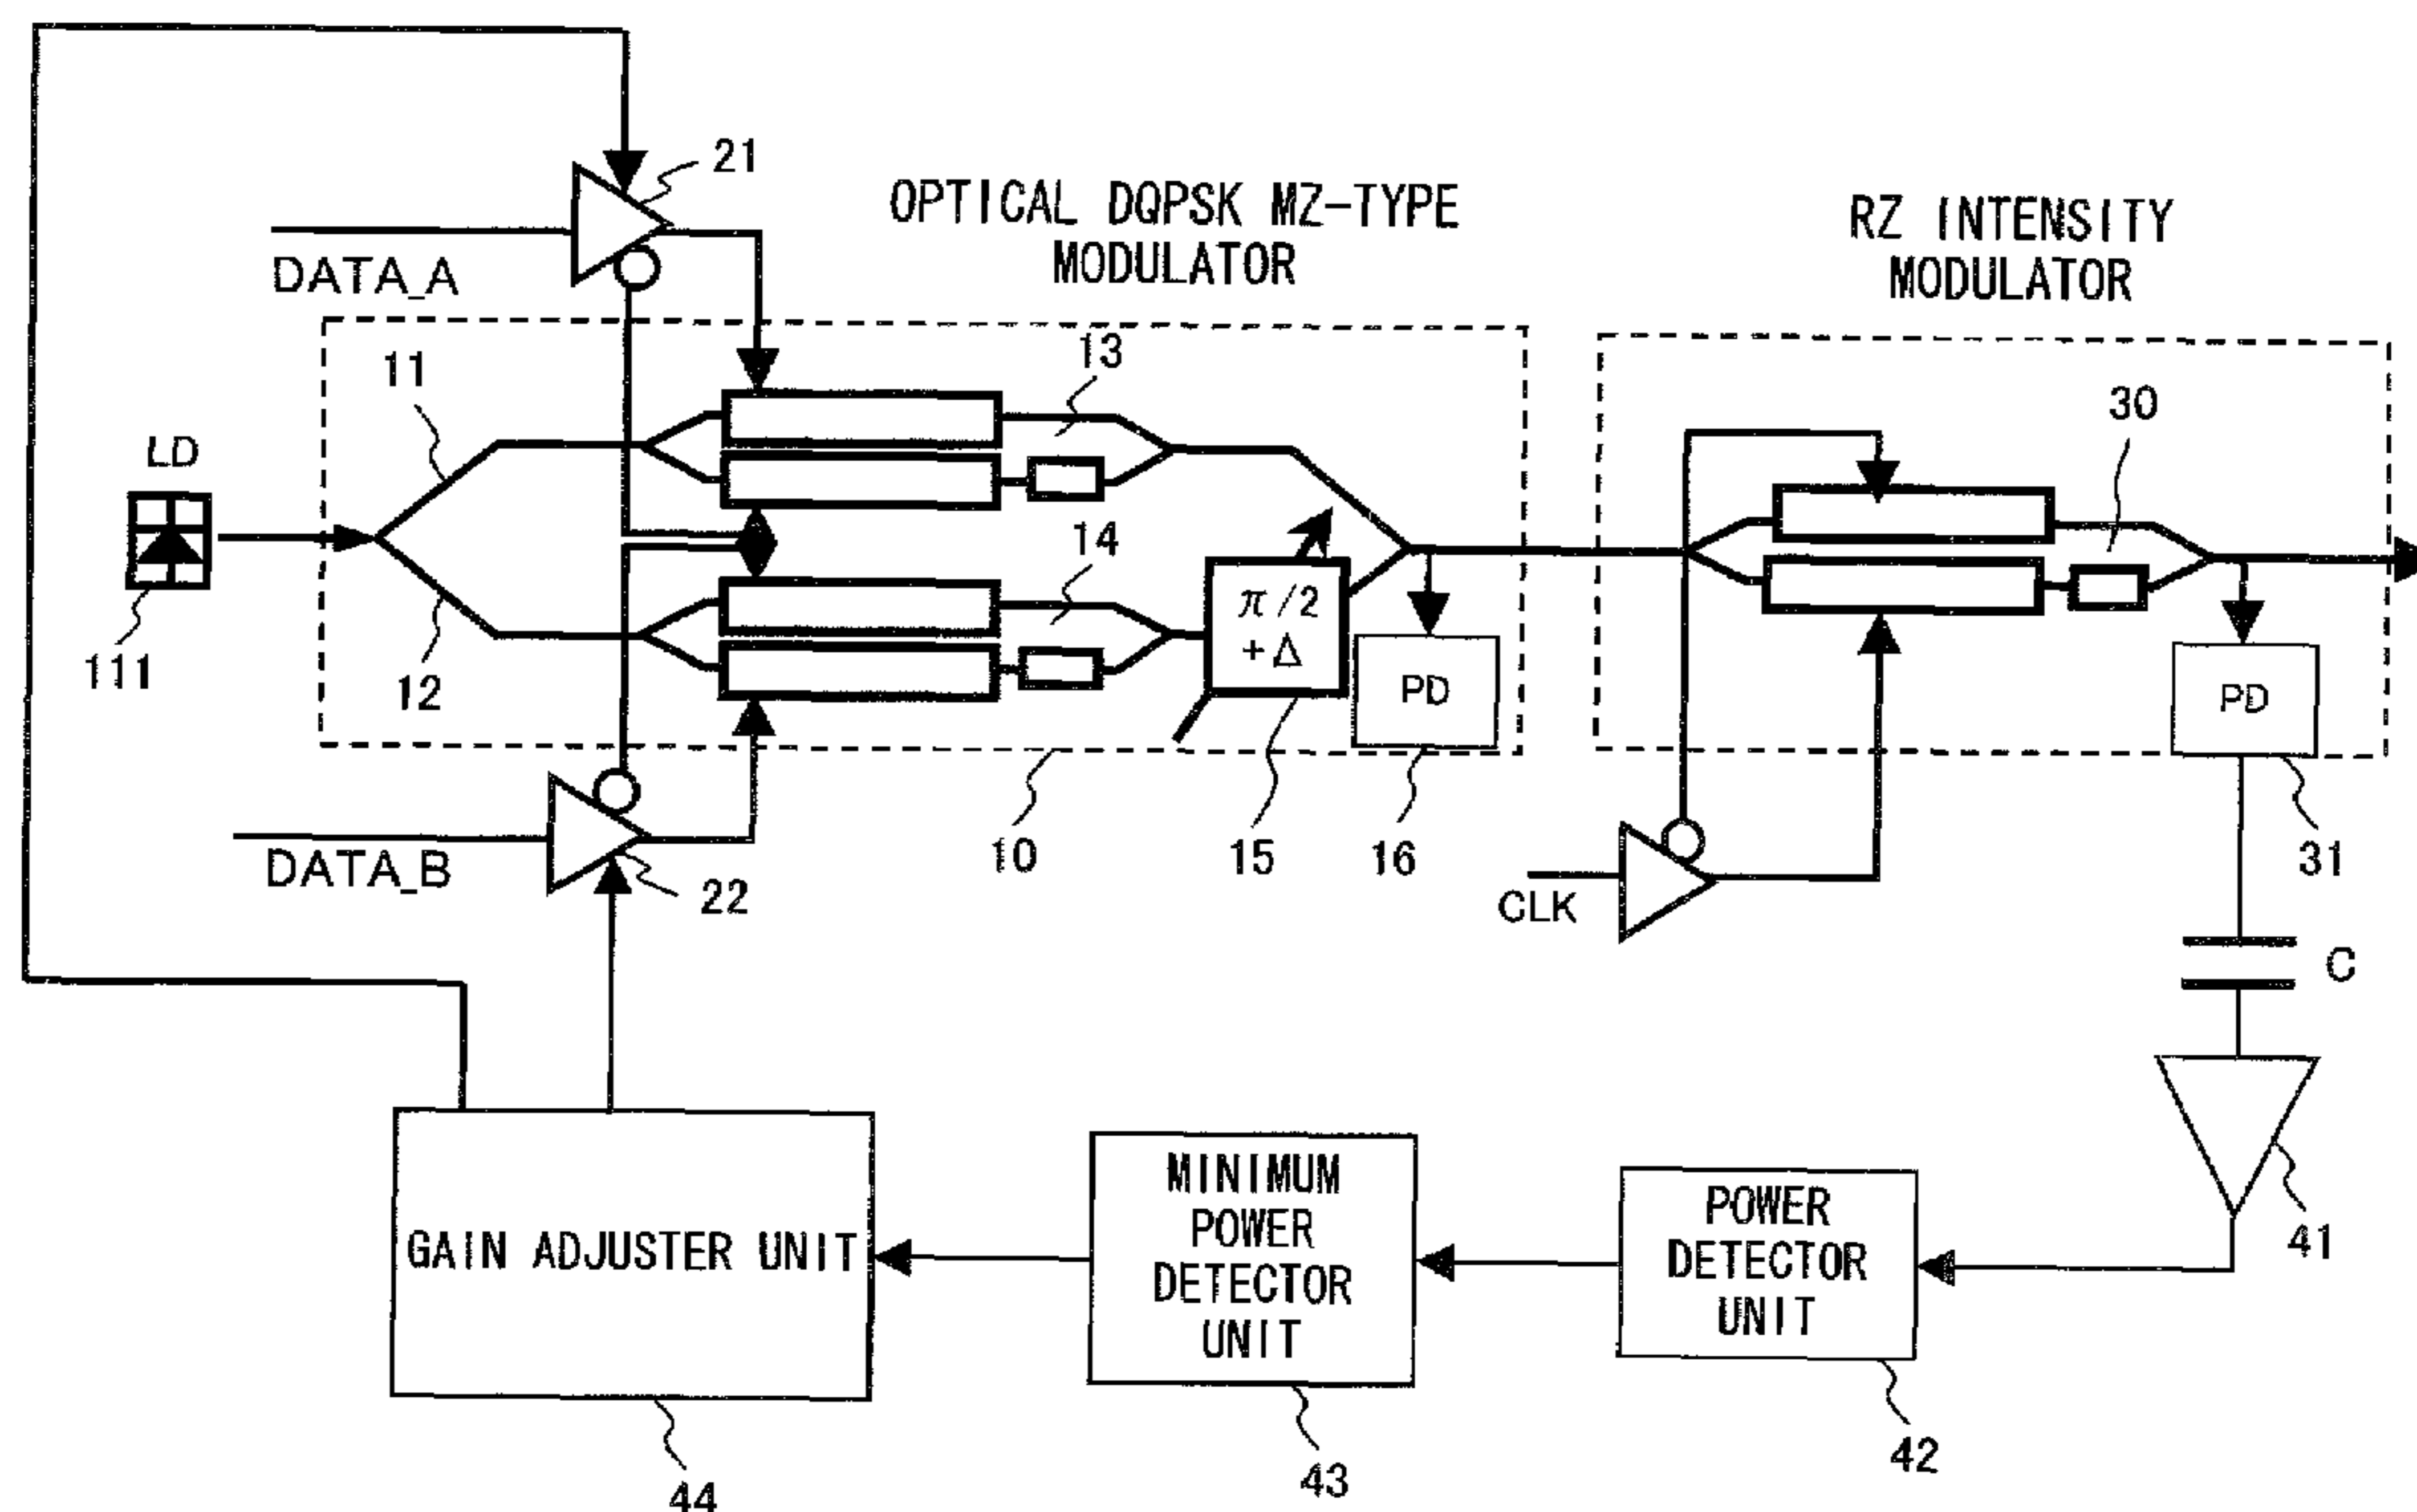 21
OPTICAL DQPSK MZ-TYPE
MODULATOR
RZ INTENSITY
MODULATOR
DATA_A
11
13
30
LD
14
π/2
+Δ
PD
PD
111
12
10
15
16
31
DATA_B
22
CLK
C
41
GAIN ADJUSTER UNIT
MINIMUM
POWER
DETECTOR
UNIT
POWER
DETECTOR
UNIT
44
43
42